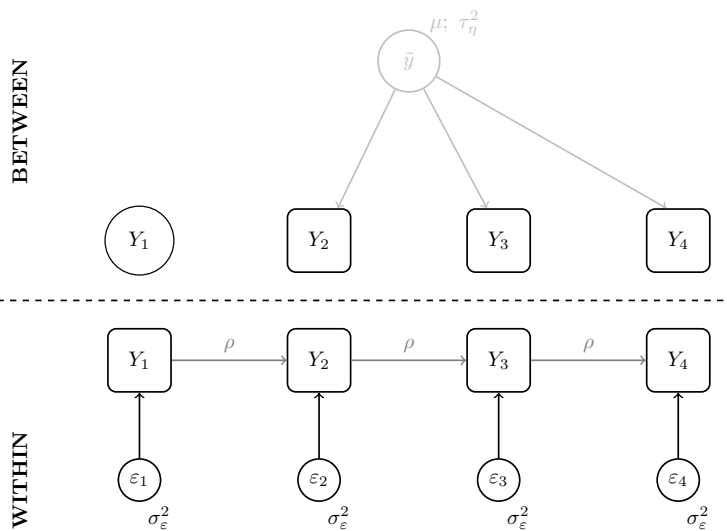 μ; τ²_η
ỹ
BETWEEN
Y₁ Y₂ Y₃ Y₄
Y₁ ρ Y₂ ρ Y₃ ρ Y₄
WITHIN
ε₁ ε₂ ε₃ ε₄
σ²_ε σ²_ε σ²_ε σ²_ε